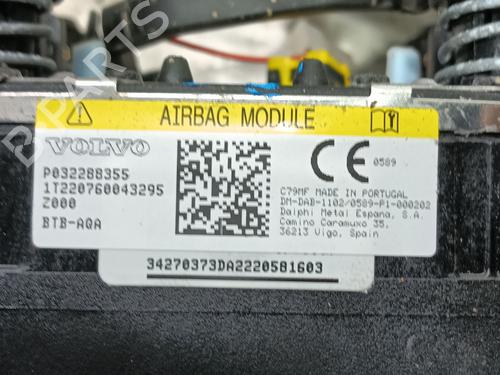 AIRBAG MODULE
VOLVO
P032288355
1T220760043295
Z000
BTB-AQA
CE 0589
C79MF MADE IN PORTUGAL
DM-DAB-1102/0589-P1-000202
Dalphi Metal Espana, S.A.
Camino Caramuxo 35,
36213 Vigo, Spain
34270373DA2220581603
B-PARTS